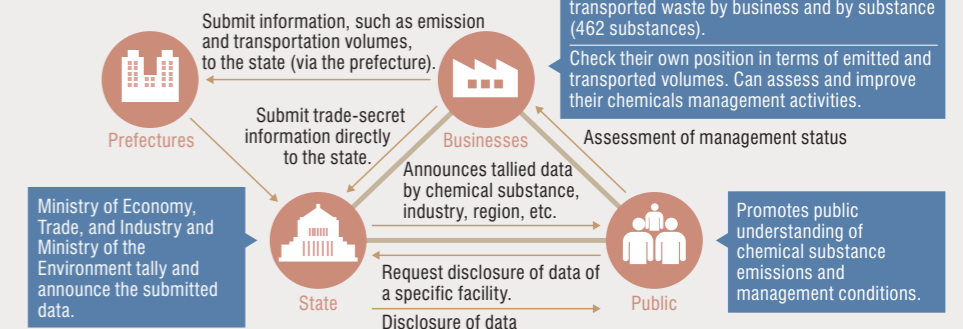 transported waste by business and by substance
(462 substances).
Check their own position in terms of emitted and
transported volumes. Can assess and improve
their chemicals management activities.
Submit information, such as emission
and transportation volumes,
to the state (via the prefecture).
Prefectures
Businesses
Submit trade-secret
information directly
to the state.
Assessment of management status
Announces tallied data
by chemical substance,
industry, region, etc.
Ministry of Economy,
Trade, and Industry and
Ministry of the
Environment tally and
announce the submitted
data.
State
Request disclosure of data of
a specific facility.
Disclosure of data
Public
Promotes public
understanding of
chemical substance
emissions and
management conditions.